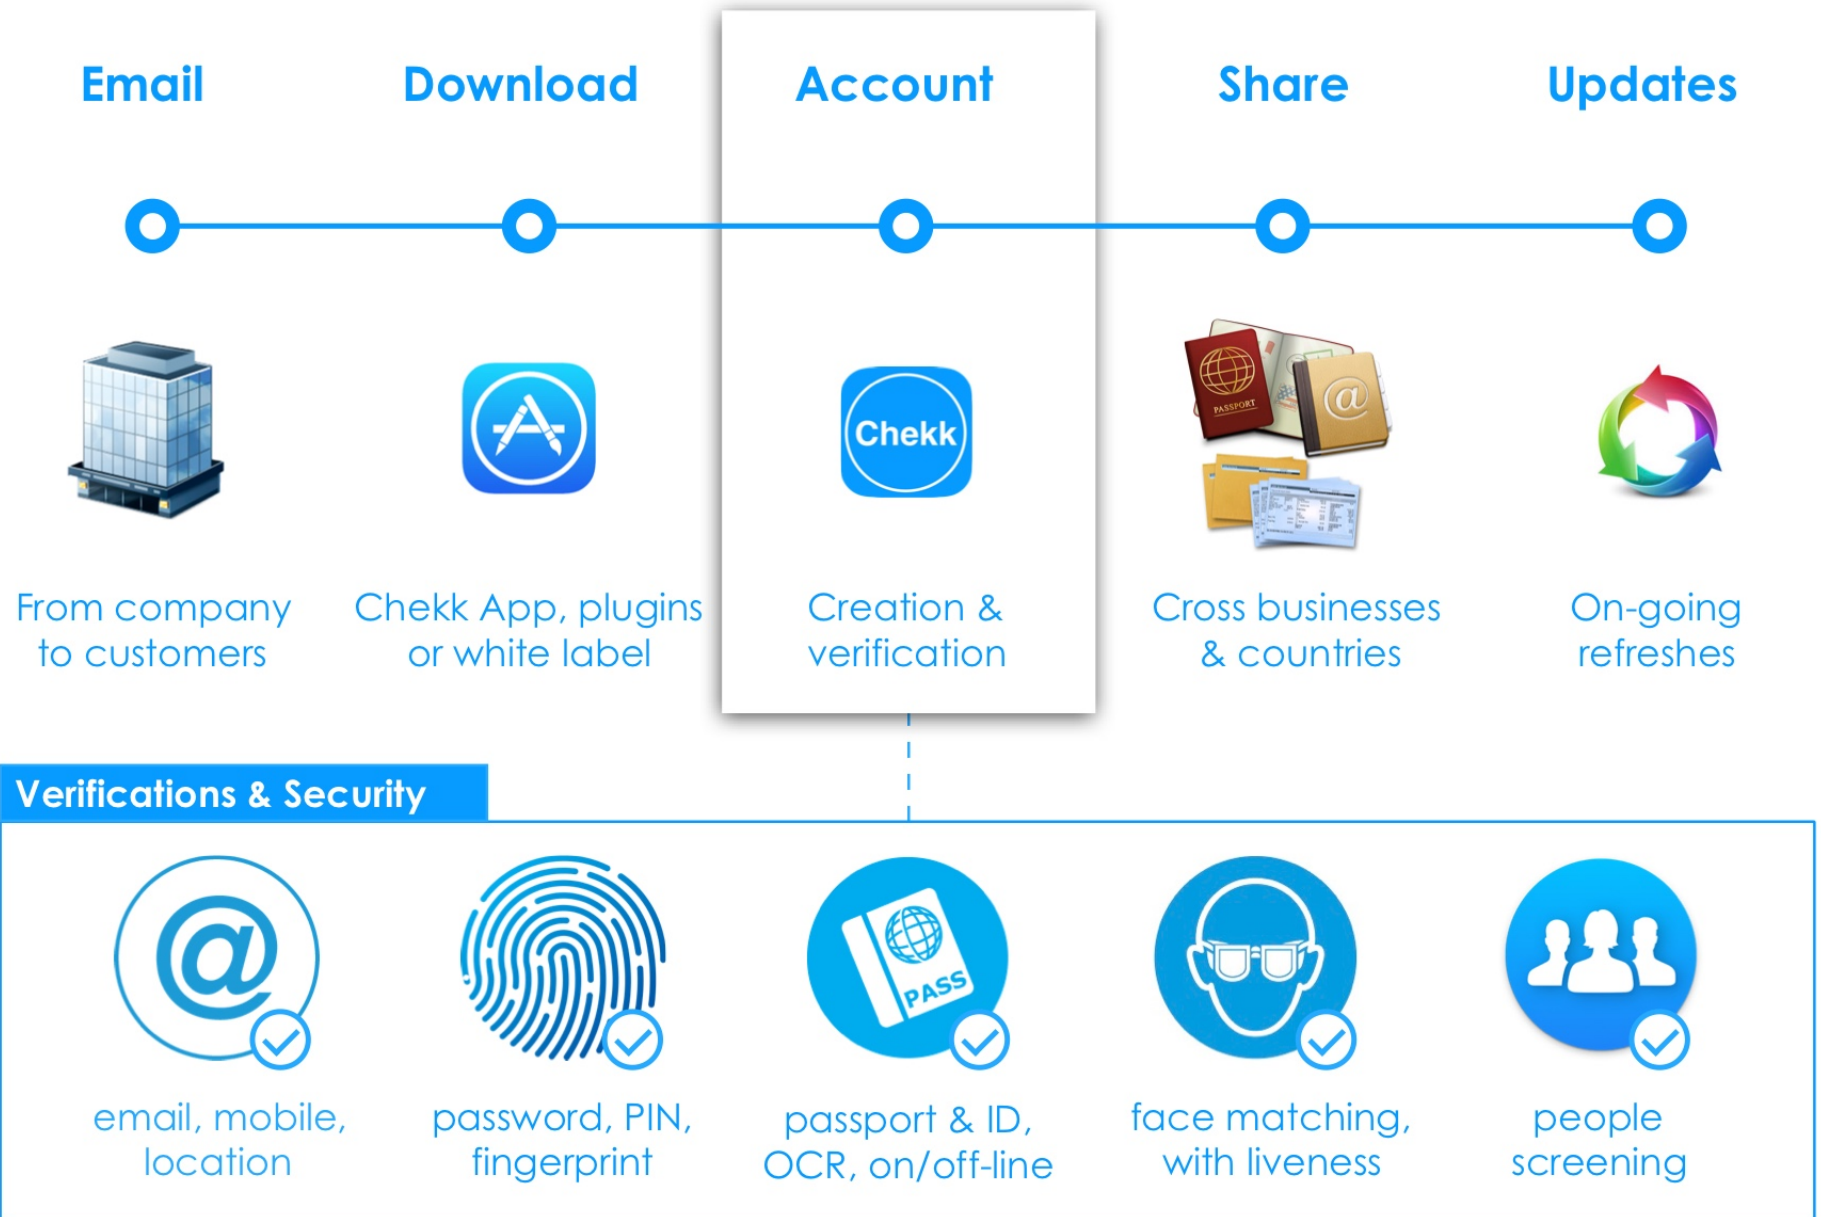 Email
Download
Account
Share
Updates
PASSPORT
@
Chekk
From company
to customers
Chekk App, plugins
or white label
Creation &
verification
Cross businesses
& countries
On-going
refreshes
Verifications & Security
@
PASS
email, mobile,
location
password, PIN,
fingerprint
passport & ID,
OCR, on/off-line
face matching,
with liveness
people
screening